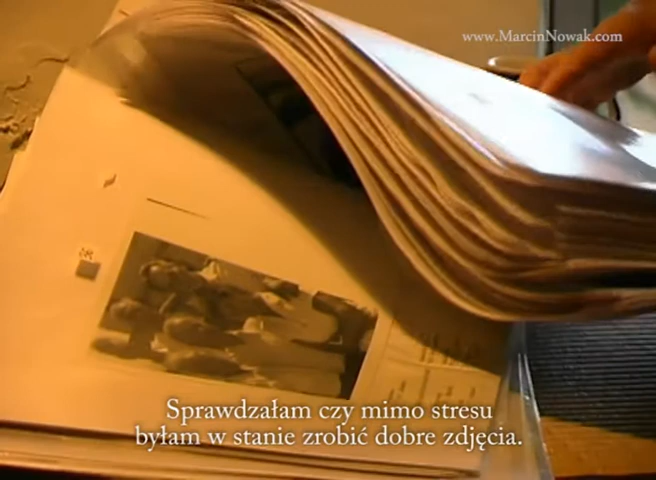 www.MarcinNowak.com
Sprawdzałam czy mimo stresu
byłam w stanie zrobić dobre zdjęcia.